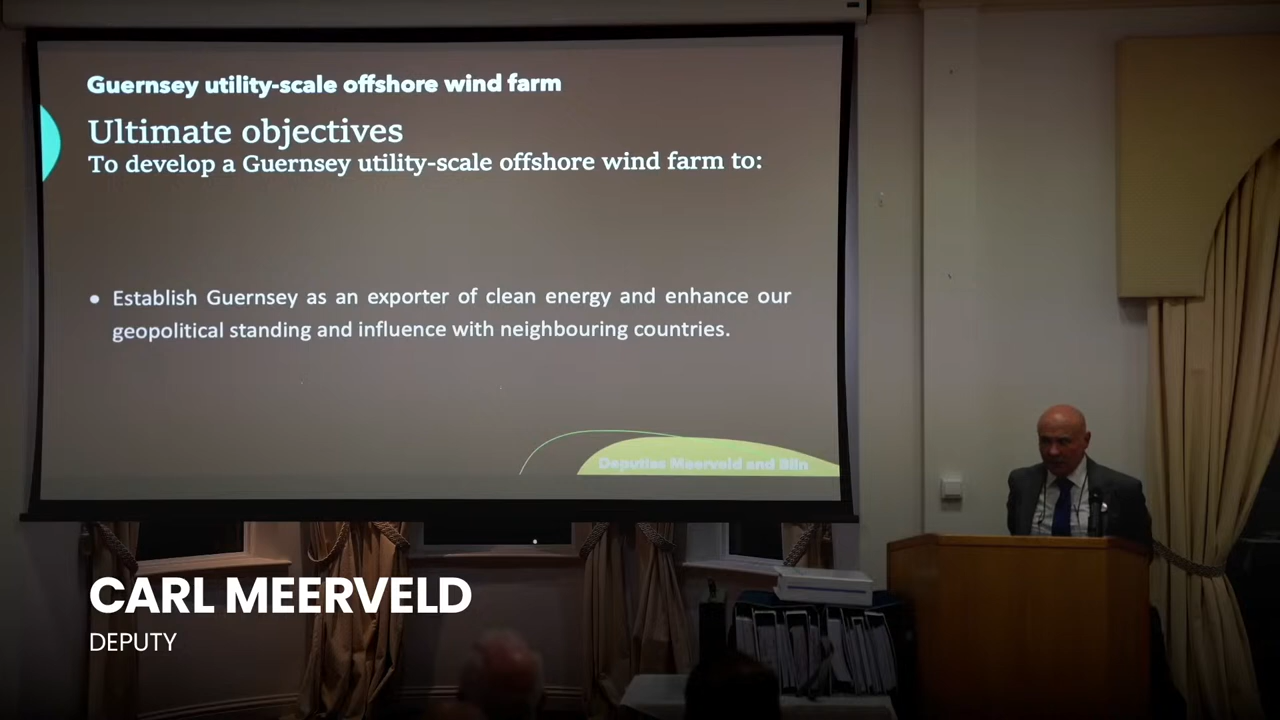 Guernsey utility-scale offshore wind farm
Ultimate objectives
To develop a Guernsey utility-scale offshore wind farm to:
• Establish Guernsey as an exporter of clean energy and enhance our
geopolitical standing and influence with neighbouring countries.
Deputies Meerveld and Blin
CARL MEERVELD
DEPUTY